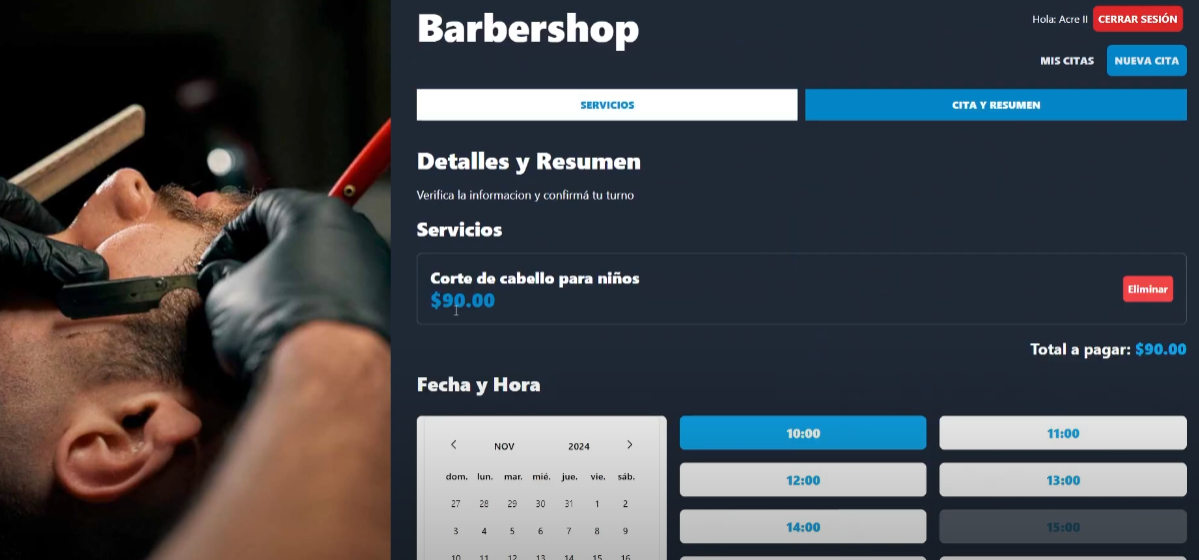 Barbershop
Hola: Acre II CERRAR SESIÓN
MIS CITAS NUEVA CITA
SERVICIOS CITA Y RESUMEN
Detalles y Resumen
Verifica la informacion y confirmá tu turno
Servicios
Corte de cabello para niños
$90.00
Eliminar
Total a pagar: $90.00
Fecha y Hora
NOV 2024
dom. lun. mar. mié. jue. vie. sáb.
27 28 29 30 31 1 2
3 4 5 6 7 8 9
10 11 12 13 14 15 16
10:00 11:00
12:00 13:00
14:00 15:00